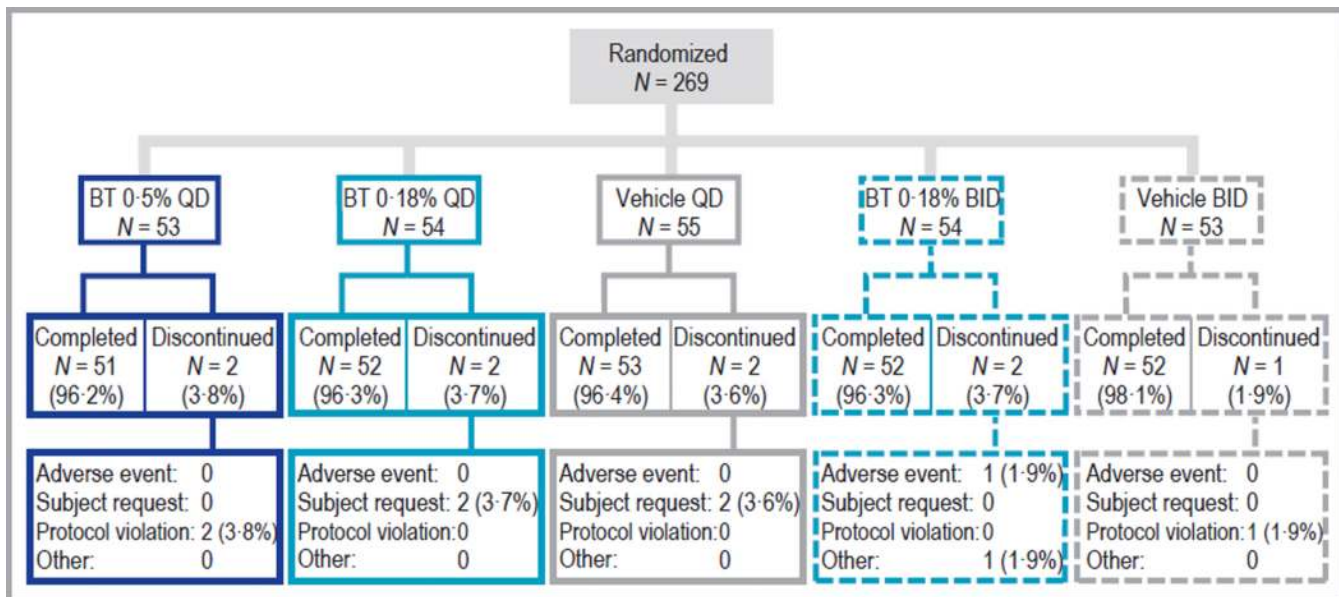 Randomized
N = 269
BT 0·5% QD
N = 53
BT 0·18% QD
N = 54
Vehicle QD
N = 55
BT 0·18% BID
N = 54
Vehicle BID
N = 53
Completed
N = 51
(96·2%)
Discontinued
N = 2
(3·8%)
Completed
N = 52
(96·3%)
Discontinued
N = 2
(3·7%)
Completed
N = 53
(96·4%)
Discontinued
N = 2
(3·6%)
Completed
N = 52
(96·3%)
Discontinued
N = 2
(3·7%)
Completed
N = 52
(98·1%)
Discontinued
N = 1
(1·9%)
Adverse event: 0
Subject request: 0
Protocol violation: 2 (3·8%)
Other: 0
Adverse event: 0
Subject request: 2 (3·7%)
Protocol violation:0
Other: 0
Adverse event: 0
Subject request: 2 (3·6%)
Protocol violation:0
Other: 0
Adverse event: 1 (1·9%)
Subject request: 0
Protocol violation:0
Other: 1 (1·9%)
Adverse event: 0
Subject request: 0
Protocol violation:1 (1·9%)
Other: 0